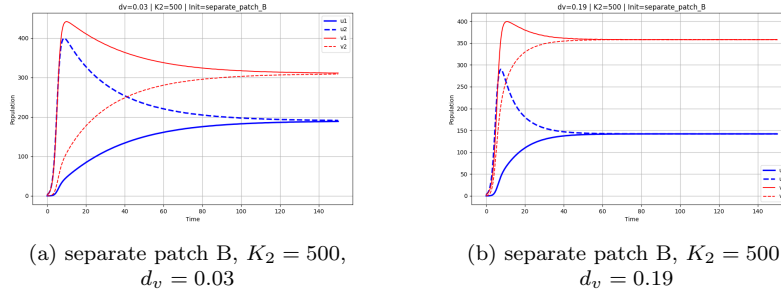 dv=0.03 | K2=500 | Init=separate_patch_B
400
300
200
100
0
Population
0 20 40 60 80 100 120 140
Time
u1
u2
v1
v2
dv=0.19 | K2=500 | Init=separate_patch_B
400
350
300
250
200
150
100
50
0
Population
0 20 40 60 80 100 120 140
Time
(a) separate patch B, K₂ = 500,
dᵥ = 0.03
(b) separate patch B, K₂ = 500
dᵥ = 0.19